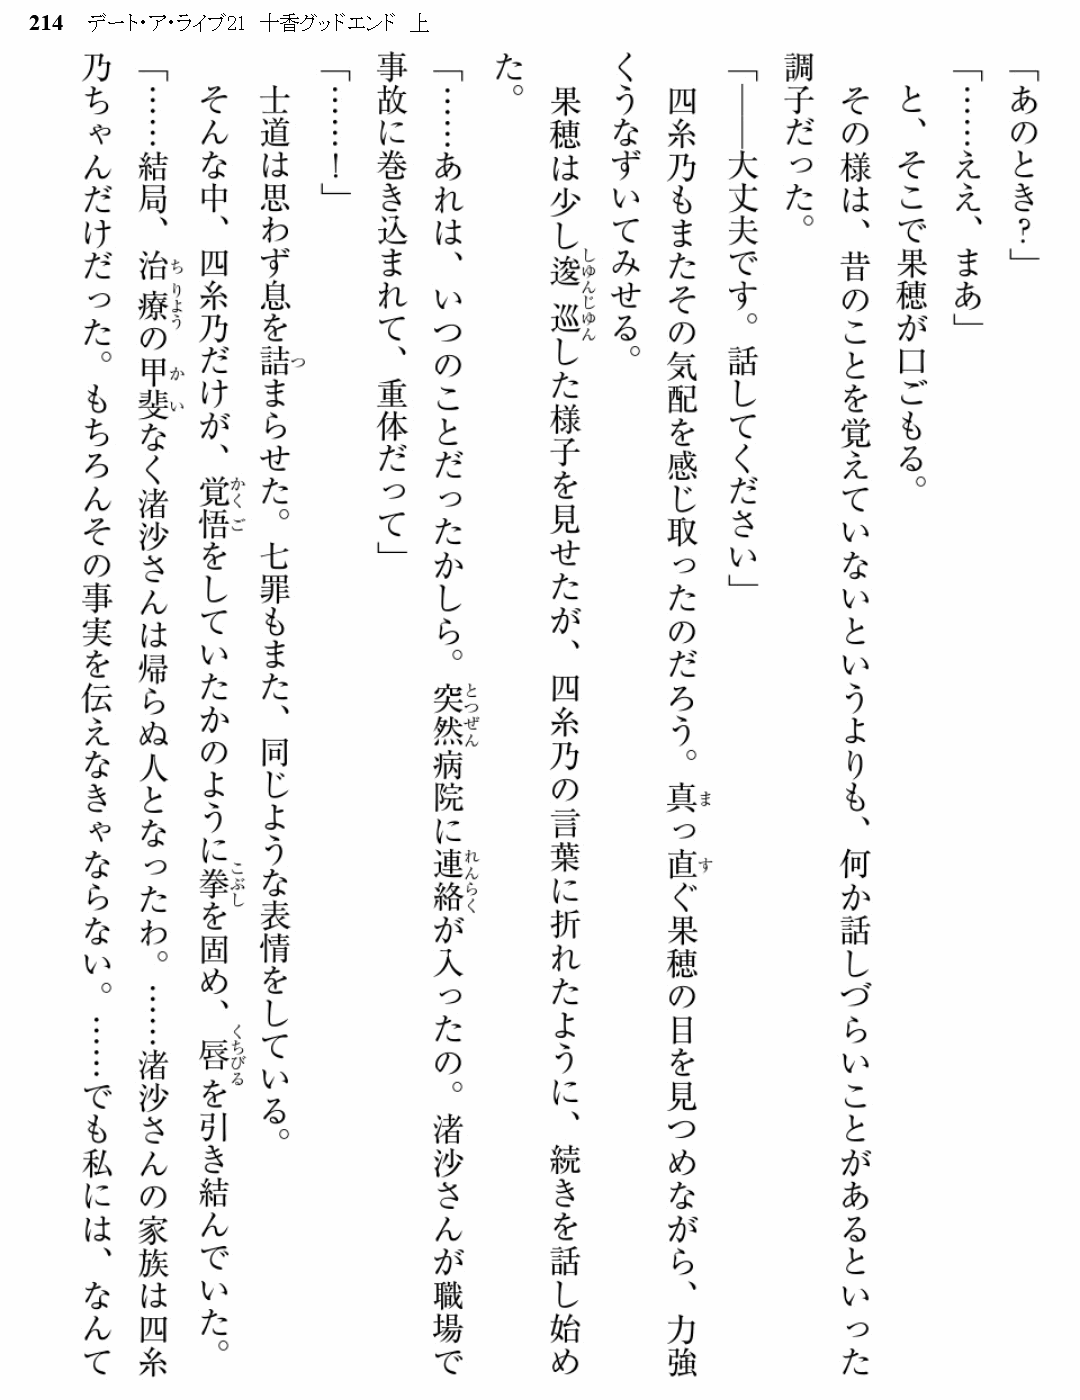 214 デート・ア・ライブ21 十香グッドエンド 上
「あのとき？」
「……ええ、まあ」
と、そこで果穂が口ごもる。
その様は、昔のことを覚えていないというよりも、何か話しづらいことがあるといった
調子だった。
「――大丈夫です。話してください」
四糸乃もまたその気配を感じ取ったのだろう。真っ直ぐ果穂の目を見つめながら、力強
くうなずいてみせる。
果穂は少し逡巡した様子を見せたが、四糸乃の言葉に折れたように、続きを話し始め
た。
「……あれは、いつのことだったかしら。突然病院に連絡が入ったの。渚沙さんが職場で
事故に巻き込まれて、重体だって」
「……！」
士道は思わず息を詰まらせた。七罪もまた、同じような表情をしている。
そんな中、四糸乃だけが、覚悟をしていたかのように拳を固め、唇を引き結んでいた。
「……結局、治療の甲斐なく渚沙さんは帰らぬ人となったわ。……渚沙さんの家族は四糸
乃ちゃんだけだった。もちろんその事実を伝えなきゃならない。……でも私には、なんて